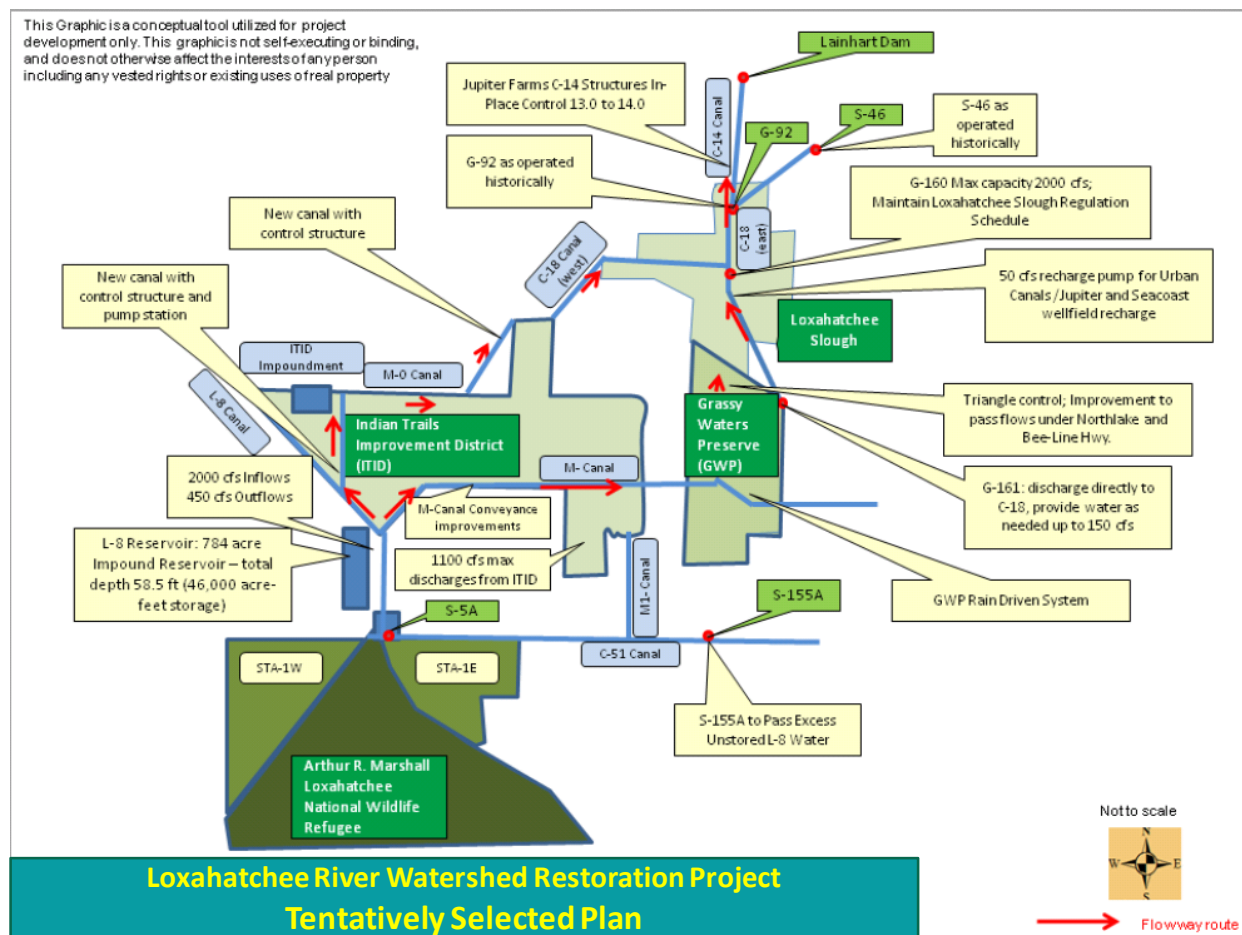 This Graphic is a conceptual tool utilized for project
development only. This graphic is not self-executing or binding,
and does not otherwise affect the interests of any person
including any vested rights or existing uses of real property
Lainhart Dam
Jupiter Farms C-14 Structures In-
Place Control 13.0 to 14.0
C-14 Canal
S-46
G-92
S-46 as
operated
historically
G-92 as operated
historically
G-160 Max capacity 2000 cfs;
Maintain Loxahatchee Slough Regulation
Schedule
New canal with
control structure
C-18
(east)
C-18 Canal
(west)
New canal with
control structure and
pump station
50 cfs recharge pump for Urban
Canals /Jupiter and Seacoast
wellfield recharge
Loxahatchee
Slough
ITID
Impoundment
M-0 Canal
L-8 Canal
Indian Trails
Improvement District
(ITID)
Grassy
Waters
Preserve
(GWP)
Triangle control; Improvement to
pass flows under Northlake and
Bee-Line Hwy.
2000 cfs Inflows
450 cfs Outflows
M- Canal
M-Canal Conveyance
improvements
G-161: discharge directly to
C-18, provide water as
needed up to 150 cfs
L-8 Reservoir: 784 acre
Impound Reservoir – total
depth 58.5 ft (46,000 acre-
feet storage)
1100 cfs max
discharges from ITID
M1- Canal
GWP Rain Driven System
S-5A
S-155A
C-51 Canal
STA-1W
STA-1E
S-155A to Pass Excess
Unstored L-8 Water
Arthur R. Marshall
Loxahatchee
National Wildlife
Refugee
Not to scale
N
W
E
S
Loxahatchee River Watershed Restoration Project
Tentatively Selected Plan
Flowway route